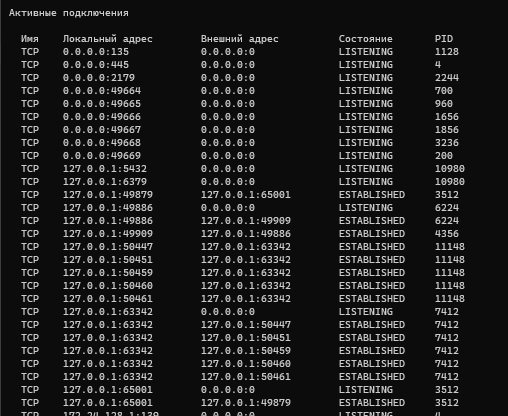 Активные подключения
Имя Локальный адрес Внешний адрес Состояние PID
TCP 0.0.0.0:135 0.0.0.0:0 LISTENING 1128
TCP 0.0.0.0:445 0.0.0.0:0 LISTENING 4
TCP 0.0.0.0:2179 0.0.0.0:0 LISTENING 2244
TCP 0.0.0.0:49664 0.0.0.0:0 LISTENING 700
TCP 0.0.0.0:49665 0.0.0.0:0 LISTENING 960
TCP 0.0.0.0:49666 0.0.0.0:0 LISTENING 1656
TCP 0.0.0.0:49667 0.0.0.0:0 LISTENING 1856
TCP 0.0.0.0:49668 0.0.0.0:0 LISTENING 3236
TCP 0.0.0.0:49669 0.0.0.0:0 LISTENING 200
TCP 127.0.0.1:5432 0.0.0.0:0 LISTENING 10980
TCP 127.0.0.1:6379 0.0.0.0:0 LISTENING 10980
TCP 127.0.0.1:49879 127.0.0.1:65001 ESTABLISHED 3512
TCP 127.0.0.1:49886 0.0.0.0:0 LISTENING 6224
TCP 127.0.0.1:49886 127.0.0.1:49909 ESTABLISHED 6224
TCP 127.0.0.1:49909 127.0.0.1:49886 ESTABLISHED 4356
TCP 127.0.0.1:50447 127.0.0.1:63342 ESTABLISHED 11148
TCP 127.0.0.1:50451 127.0.0.1:63342 ESTABLISHED 11148
TCP 127.0.0.1:50459 127.0.0.1:63342 ESTABLISHED 11148
TCP 127.0.0.1:50460 127.0.0.1:63342 ESTABLISHED 11148
TCP 127.0.0.1:50461 127.0.0.1:63342 ESTABLISHED 11148
TCP 127.0.0.1:63342 0.0.0.0:0 LISTENING 7412
TCP 127.0.0.1:63342 127.0.0.1:50447 ESTABLISHED 7412
TCP 127.0.0.1:63342 127.0.0.1:50451 ESTABLISHED 7412
TCP 127.0.0.1:63342 127.0.0.1:50459 ESTABLISHED 7412
TCP 127.0.0.1:63342 127.0.0.1:50460 ESTABLISHED 7412
TCP 127.0.0.1:63342 127.0.0.1:50461 ESTABLISHED 7412
TCP 127.0.0.1:65001 0.0.0.0:0 LISTENING 3512
TCP 127.0.0.1:65001 127.0.0.1:49879 ESTABLISHED 3512
TCP 172.24.128.1:139 0.0.0.0:0 LISTENING 4